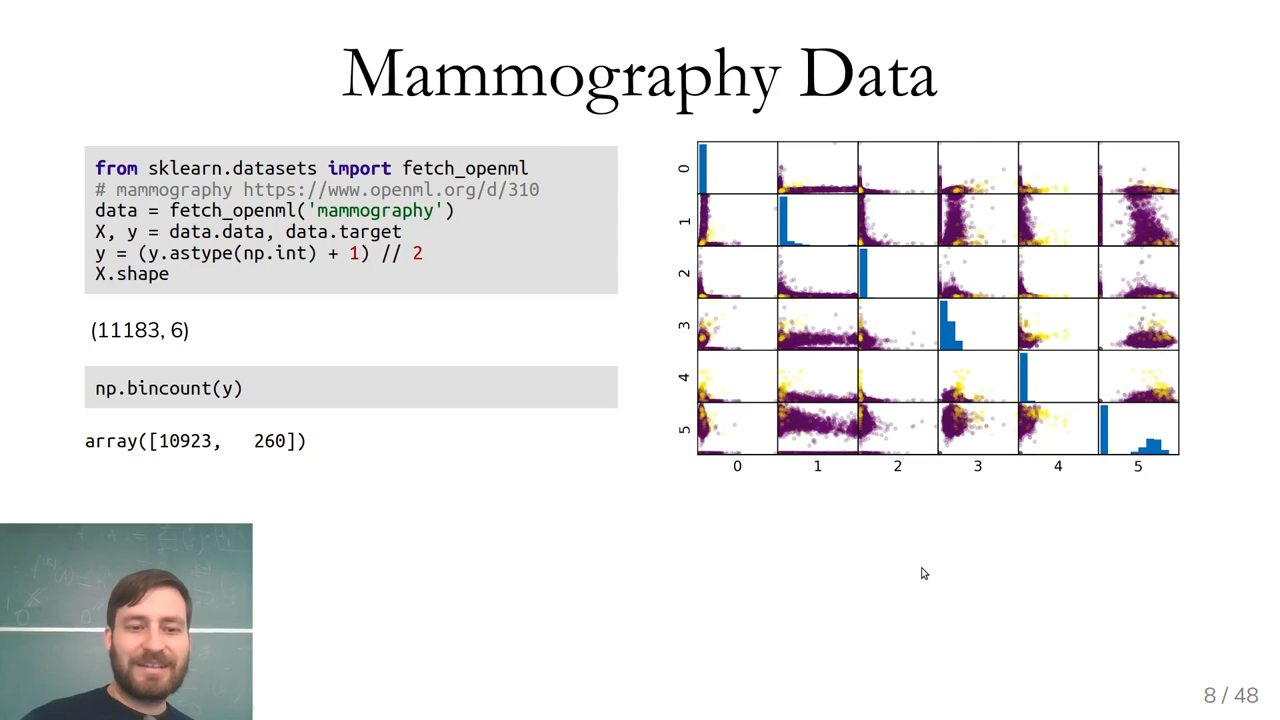 Mammography Data
from sklearn.datasets import fetch_openml
# mammography https://www.openml.org/d/310
data = fetch_openml('mammography')
X, y = data.data, data.target
y = (y.astype(np.int) + 1) // 2
X.shape
(11183, 6)
np.bincount(y)
array([10923,   260])
0
1
2
3
4
5
0 1 2 3 4 5
8 / 48